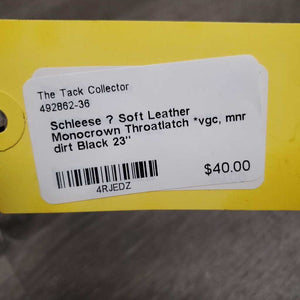 The Tack Collector
492862-36
Schleese ? Soft Leather
Monocrown Throatlatch *vgc, mnr
dirt Black 23"
$40.00
4RJEDZ